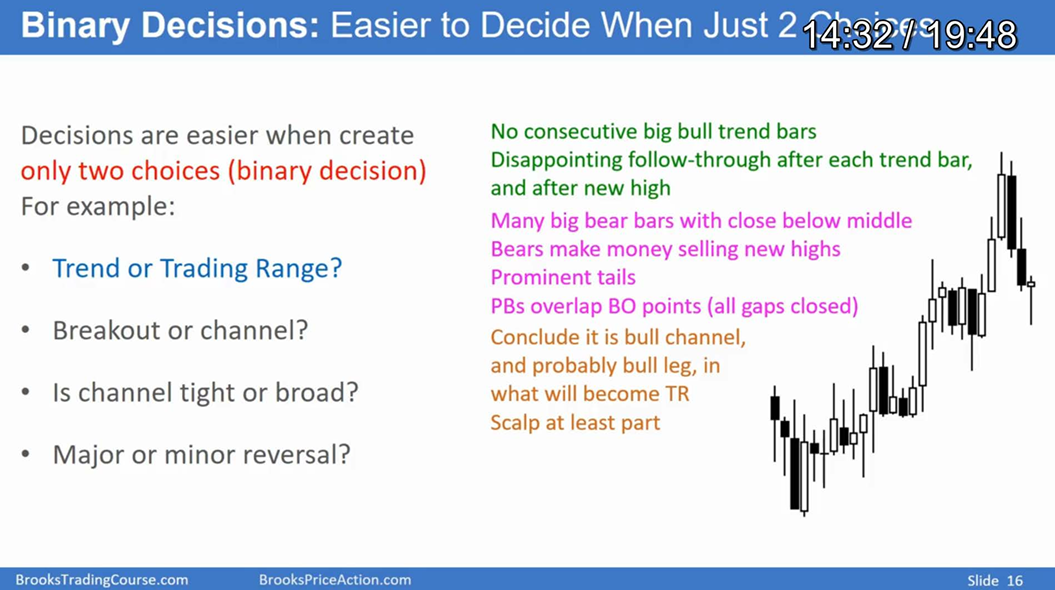 Binary Decisions: Easier to Decide When Just 2 Choices
14:32 / 19:48
Decisions are easier when create
only two choices (binary decision)
For example:
• Trend or Trading Range?
• Breakout or channel?
• Is channel tight or broad?
• Major or minor reversal?
No consecutive big bull trend bars
Disappointing follow-through after each trend bar,
and after new high
Many big bear bars with close below middle
Bears make money selling new highs
Prominent tails
PBs overlap BO points (all gaps closed)
Conclude it is bull channel,
and probably bull leg, in
what will become TR
Scalp at least part
BrooksTradingCourse.com
BrooksPriceAction.com
Slide 16